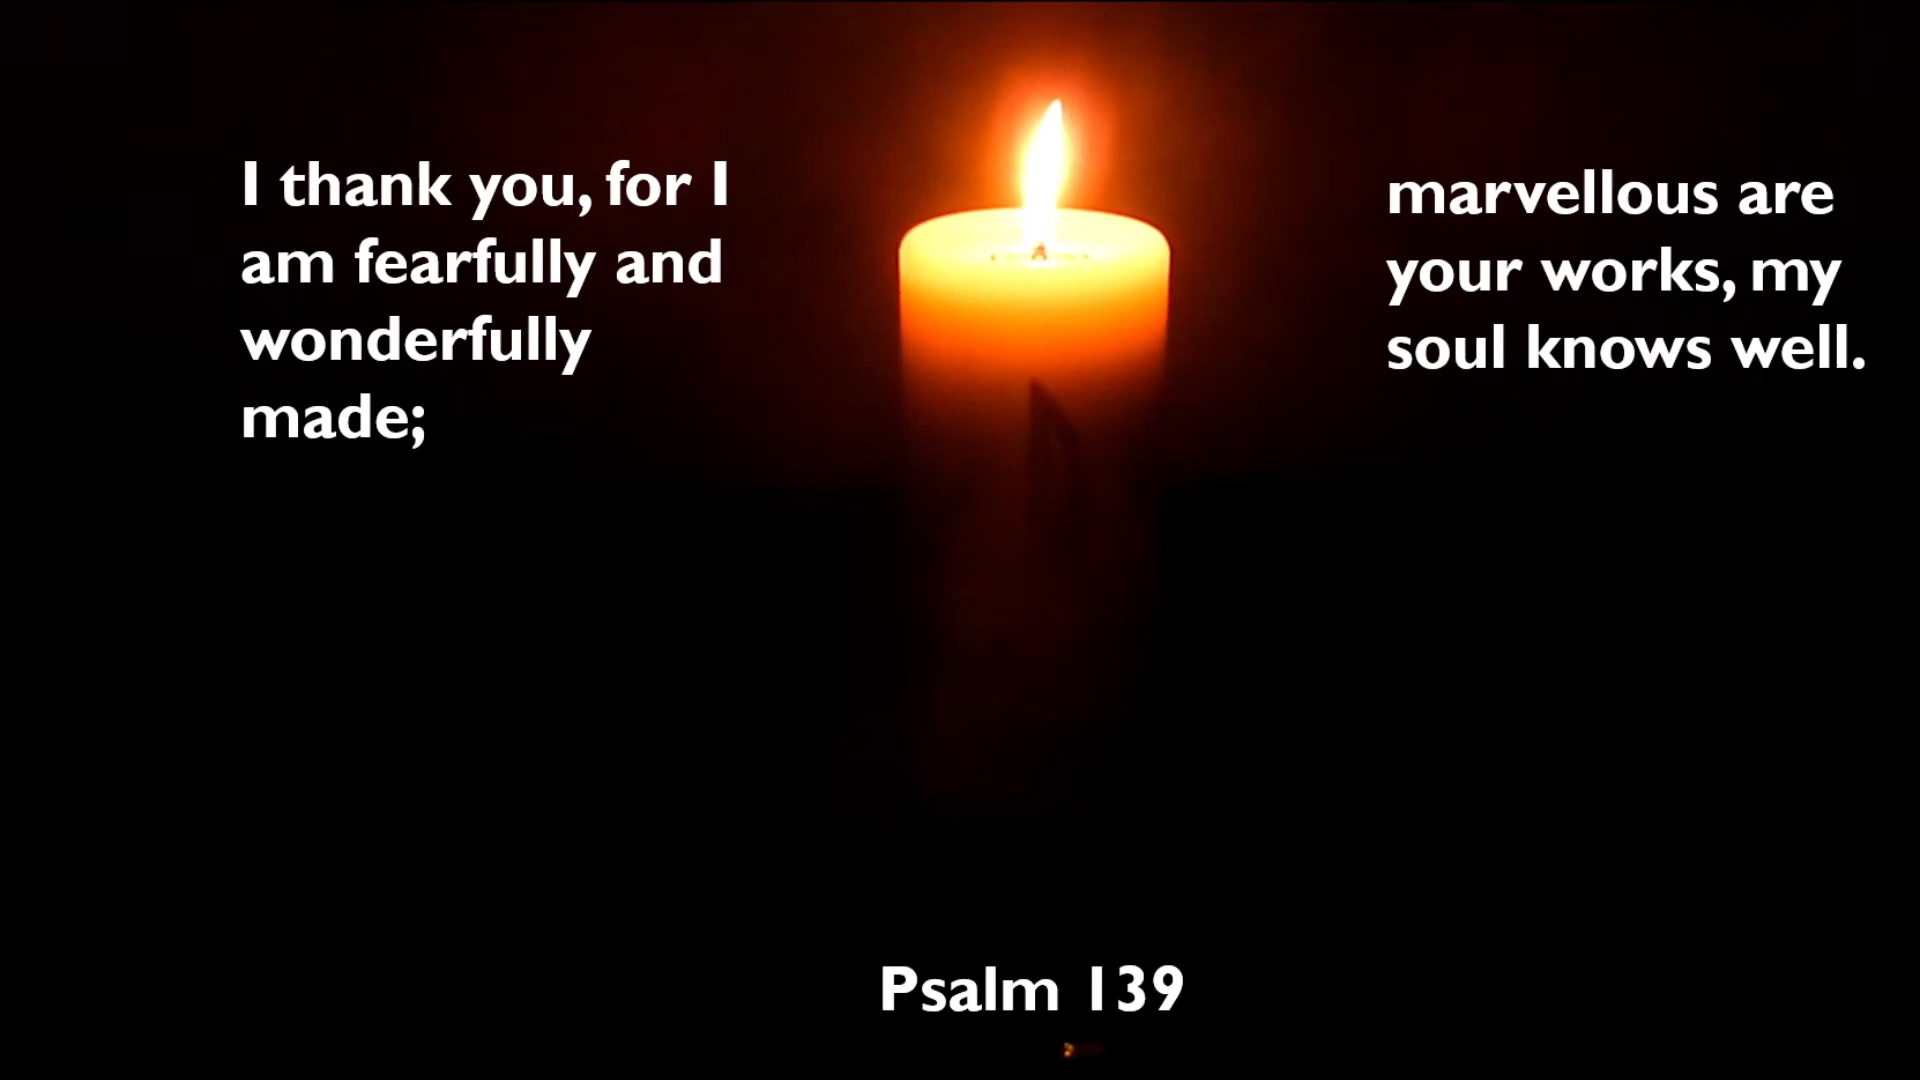 I thank you, for I
am fearfully and
wonderfully
made;
marvellous are
your works, my
soul knows well.
Psalm 139